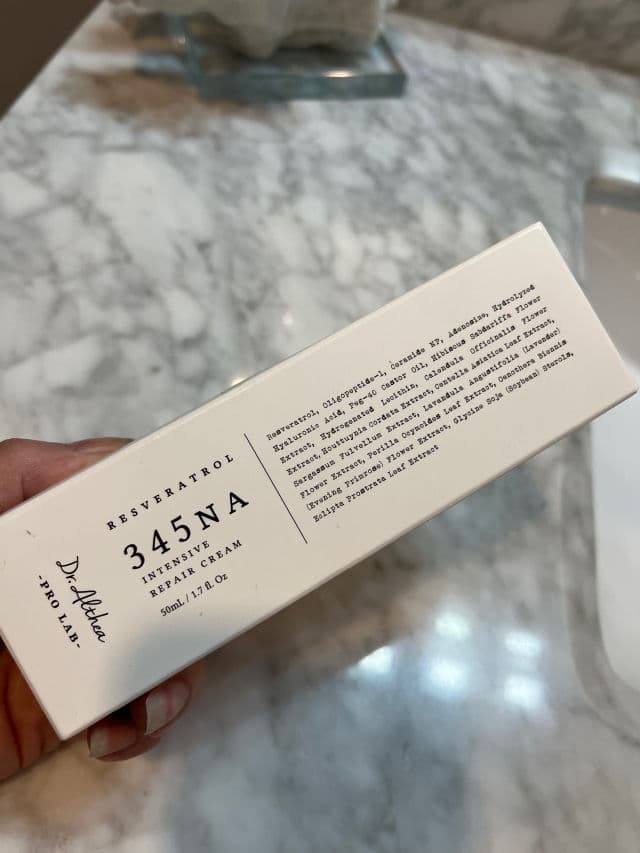 Dr.Althea
-PRO LAB-
RESVERATROL
345NA
INTENSIVE
REPAIR CREAM
50mL / 1.7 fl. Oz
Resveratrol, Oligopeptide-1, Ceramide NP, Adenosine, Hydrolyzed
Hyaluronic Acid, Peg-40 Castor Oil, Hibiscus Sabdariffa Flower
Extract, Hydrogenated Lecithin, Calendula Officinalis Flower
Extract, Houttuynia Cordata Extract, Centella Asiatica Leaf Extract,
Sargassum Fulvellum Extract, Lavandula Angustifolia (Lavender)
Flower Extract, Perilla Ocymoides Leaf Extract, Oenothera Biennis
(Evening Primrose) Flower Extract, Glycine Soja (Soybean) Sterols,
Eclipta Prostrata Leaf Extract